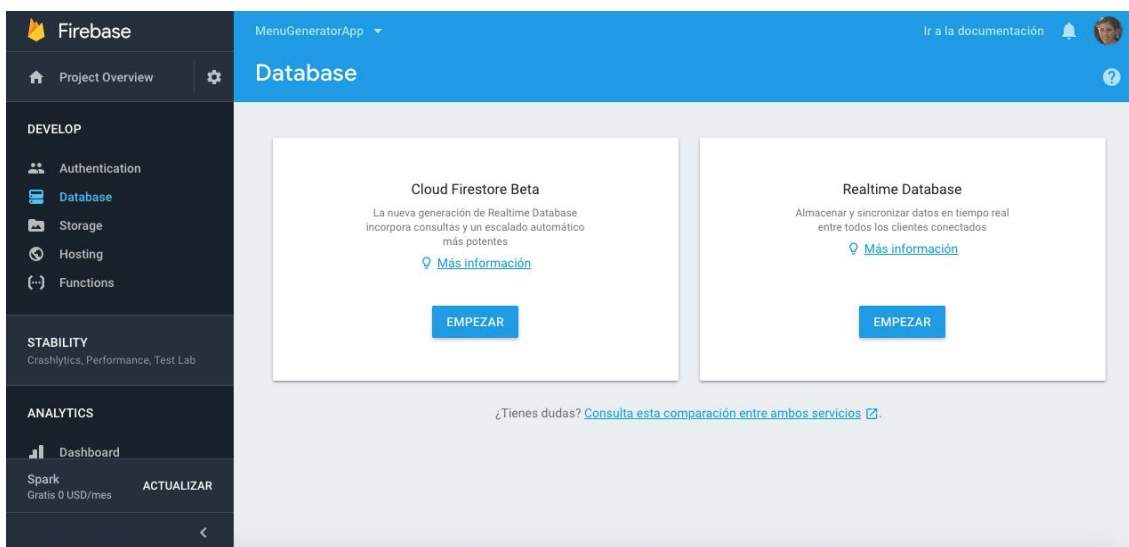 Firebase
Project Overview
DEVELOP
Authentication
Database
Storage
Hosting
Functions
STABILITY
Crashlytics, Performance, Test Lab
ANALYTICS
Dashboard
Spark
Gratis 0 USD/mes
ACTUALIZAR
MenuGeneratorApp
Ir a la documentación
Database
Cloud Firestore Beta
La nueva generación de Realtime Database
incorpora consultas y un escalado automático
más potentes
Más información
EMPEZAR
Realtime Database
Almacenar y sincronizar datos en tiempo real
entre todos los clientes conectados
Más información
EMPEZAR
¿Tienes dudas? Consulta esta comparación entre ambos servicios.